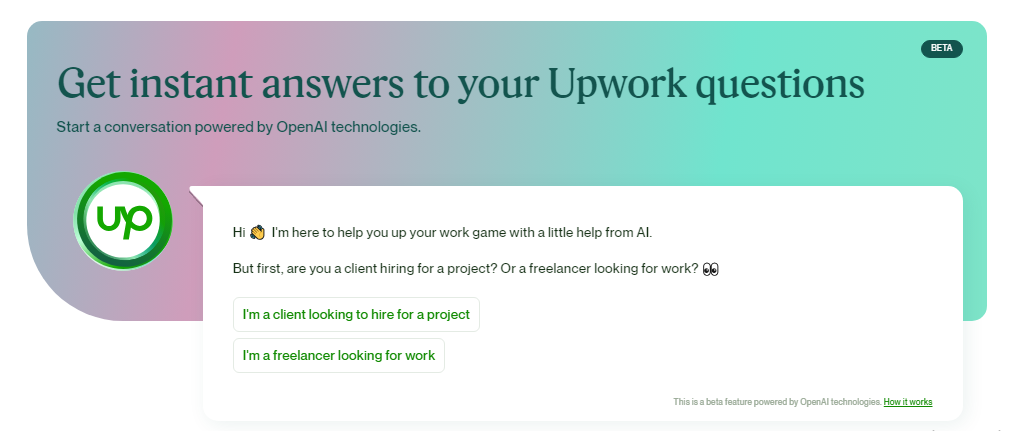 BETA
Get instant answers to your Upwork questions
Start a conversation powered by OpenAI technologies.
up
Hi 👋 I'm here to help you up your work game with a little help from AI.
But first, are you a client hiring for a project? Or a freelancer looking for work? 👀
I'm a client looking to hire for a project
I'm a freelancer looking for work
This is a beta feature powered by OpenAI technologies. How it works